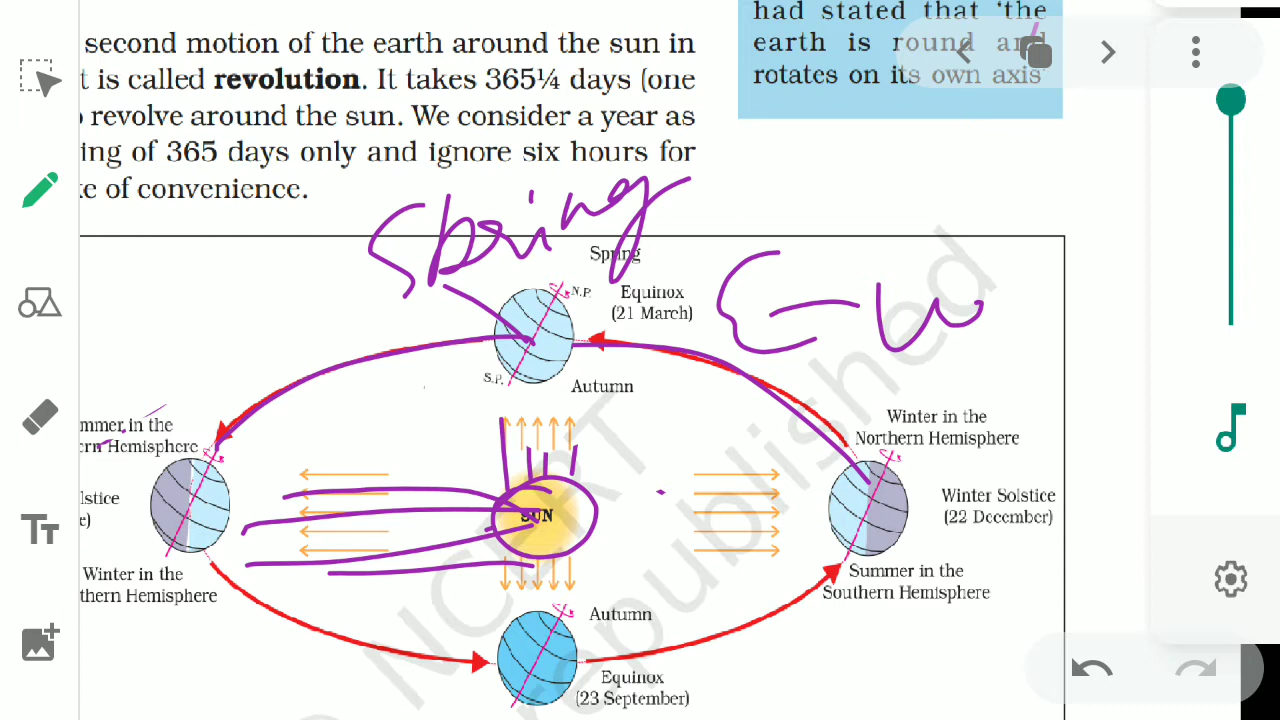 second motion of the earth around the sun in
t is called revolution. It takes 365¼ days (one
revolve around the sun. We consider a year as
ing of 365 days only and ignore six hours for
e of convenience.
had stated that 'the
earth is round and
rotates on its own axis'
Spring
E-W
Spring
N.P.
Equinox
(21 March)
S.P.
Autumn
mmer in the
ern Hemisphere
Winter in the
Northern Hemisphere
lstice
e)
SUN
Winter Solstice
(22 December)
Winter in the
thern Hemisphere
Summer in the
Southern Hemisphere
Autumn
Equinox
(23 September)
NCERT
republished
Tт